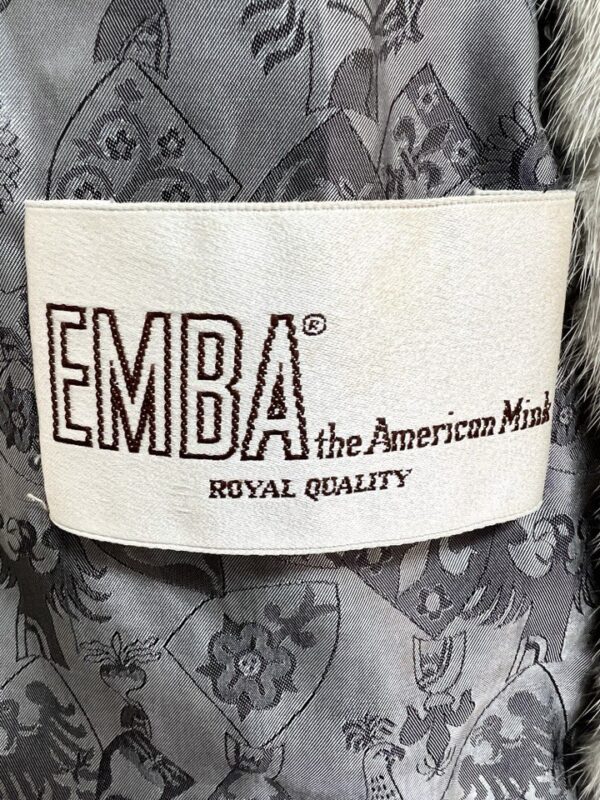 EMBA® the American Mink
ROYAL QUALITY